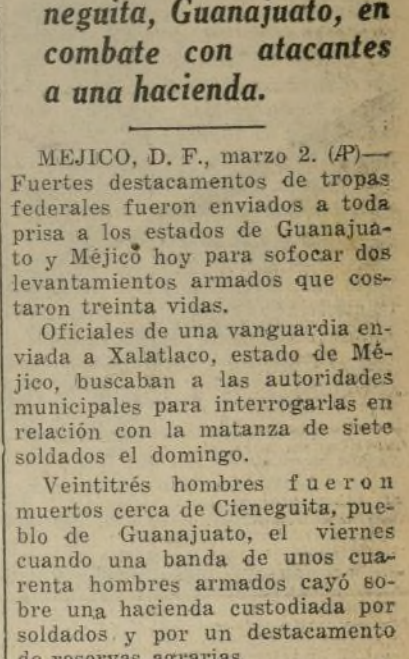 neguita, Guanajuato, en
combate con atacantes
a una hacienda.
MEJICO, D. F., marzo 2. (AP)—
Fuertes destacamentos de tropas
federales fueron enviados a toda
prisa a los estados de Guanajua-
to y Méjico hoy para sofocar dos
levantamientos armados que cos-
taron treinta vidas.
Oficiales de una vanguardia en-
viada a Xalatlaco, estado de Mé-
jico, buscaban a las autoridades
municipales para interrogarlas en
relación con la matanza de siete
soldados el domingo.
Veintitrés hombres fueron
muertos cerca de Cieneguita, pue-
blo de Guanajuato, el viernes
cuando una banda de unos cua-
renta hombres armados cayó so-
bre una hacienda custodiada por
soldados y por un destacamento
de reservas agrarias